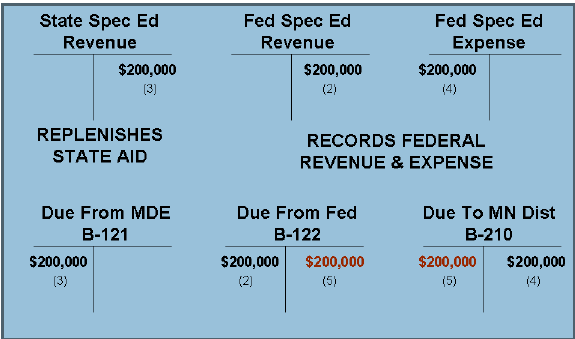 State Spec Ed
Revenue
Fed Spec Ed
Revenue
Fed Spec Ed
Expense
$200,000
(3)
$200,000
(2)
$200,000
(4)
REPLENISHES
STATE AID
RECORDS FEDERAL
REVENUE & EXPENSE
Due From MDE
B-121
Due From Fed
B-122
Due To MN Dist
B-210
$200,000
(3)
$200,000
(2)
$200,000
(5)
$200,000
(5)
$200,000
(4)